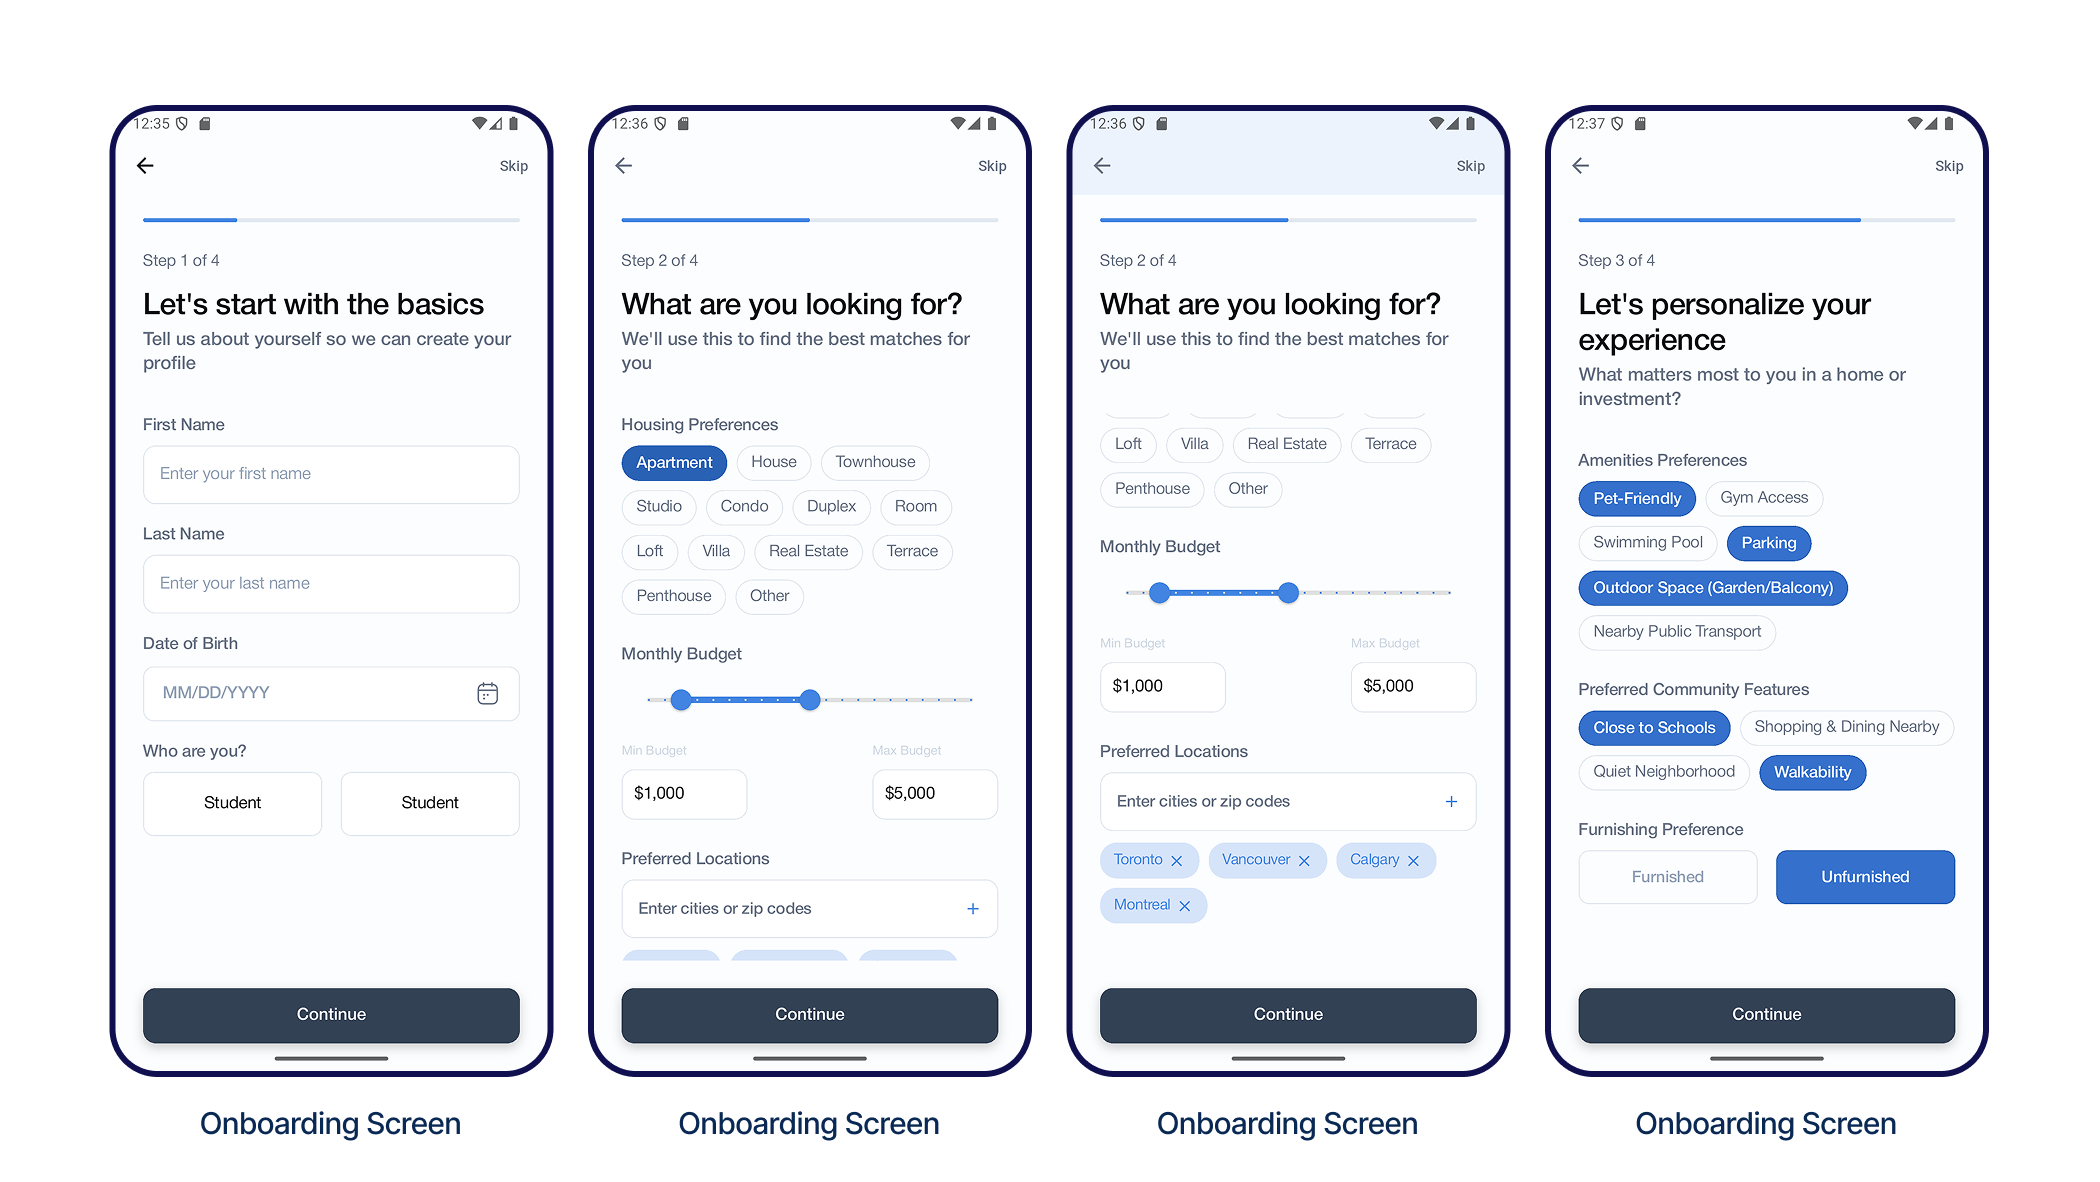 12:35
Skip
Step 1 of 4
Let's start with the basics
Tell us about yourself so we can create your
profile
First Name
Enter your first name
Last Name
Enter your last name
Date of Birth
MM/DD/YYYY
Who are you?
Student Student
Continue
Onboarding Screen
12:36
Skip
Step 2 of 4
What are you looking for?
We'll use this to find the best matches for
you
Housing Preferences
Apartment House Townhouse
Studio Condo Duplex Room
Loft Villa Real Estate Terrace
Penthouse Other
Monthly Budget
Min Budget Max Budget
$1,000 $5,000
Preferred Locations
Enter cities or zip codes +
Continue
Onboarding Screen
12:36
Skip
Step 2 of 4
What are you looking for?
We'll use this to find the best matches for
you
Loft Villa Real Estate Terrace
Penthouse Other
Monthly Budget
Min Budget Max Budget
$1,000 $5,000
Preferred Locations
Enter cities or zip codes +
Toronto × Vancouver × Calgary ×
Montreal ×
Continue
Onboarding Screen
12:37
Skip
Step 3 of 4
Let's personalize your
experience
What matters most to you in a home or
investment?
Amenities Preferences
Pet-Friendly Gym Access
Swimming Pool Parking
Outdoor Space (Garden/Balcony)
Nearby Public Transport
Preferred Community Features
Close to Schools Shopping & Dining Nearby
Quiet Neighborhood Walkability
Furnishing Preference
Furnished Unfurnished
Continue
Onboarding Screen